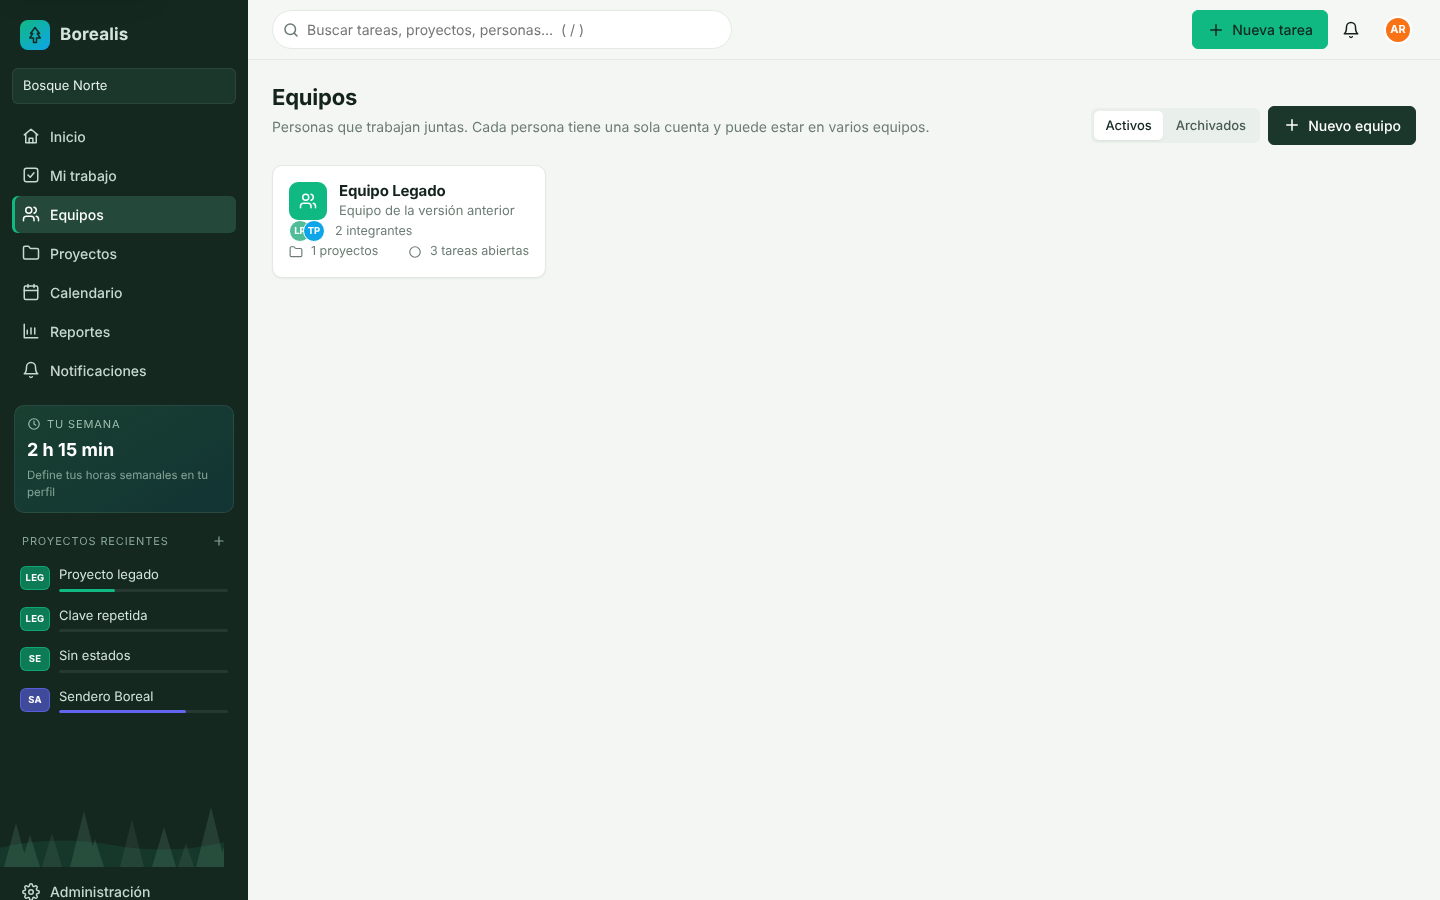 Borealis
Bosque Norte
Inicio
Mi trabajo
Equipos
Proyectos
Calendario
Reportes
Notificaciones
TU SEMANA
2 h 15 min
Define tus horas semanales en tu
perfil
PROYECTOS RECIENTES
LEG Proyecto legado
LEG Clave repetida
SE Sin estados
SA Sendero Boreal
Administración
Buscar tareas, proyectos, personas... ( / )
Nueva tarea
AR
Equipos
Personas que trabajan juntas. Cada persona tiene una sola cuenta y puede estar en varios equipos.
Activos Archivados
Nuevo equipo
Equipo Legado
Equipo de la versión anterior
TP 2 integrantes
1 proyectos 3 tareas abiertas